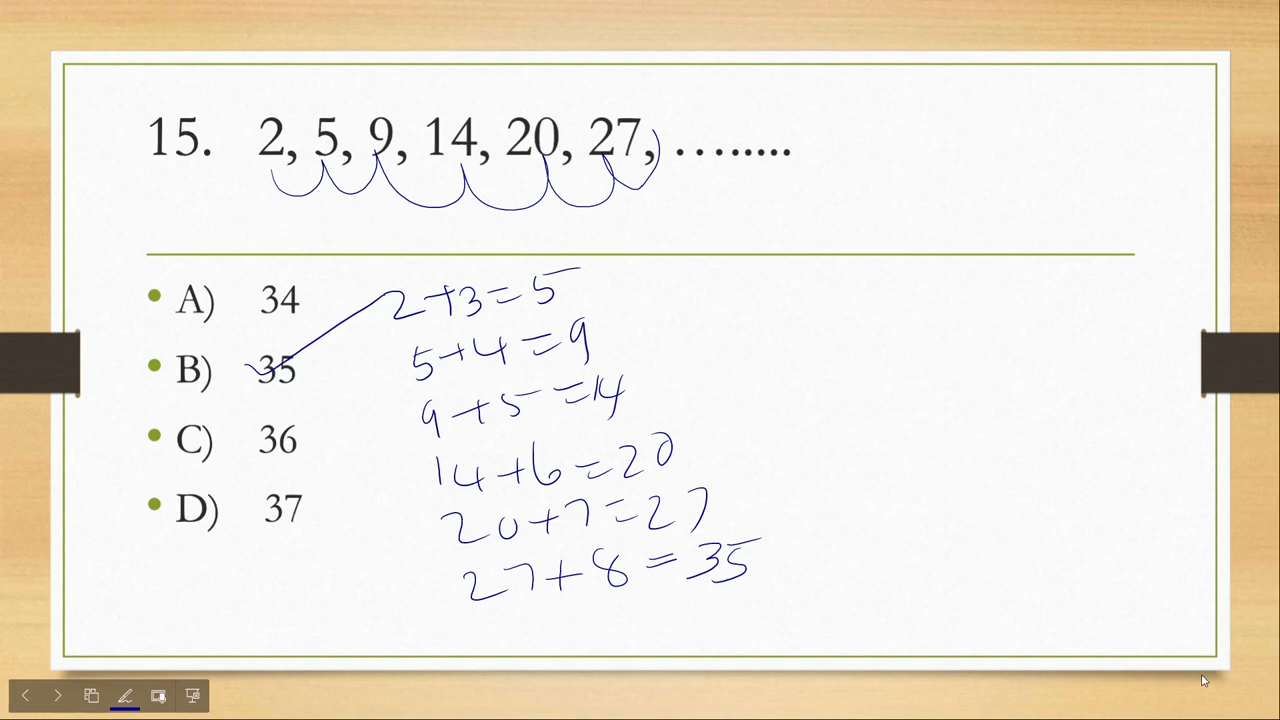 15. 2, 5, 9, 14, 20, 27, ….....
A) 34
B) 35
C) 36
D) 37
2+3=5
5+4=9
9+5=14
14+6=20
20+7=27
27+8=35